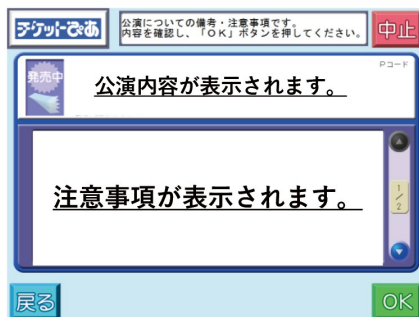 チケットぴあ
公演についての備考・注意事項です。
内容を確認し、「OK」ボタンを押してください。
中止
発売中
Pコード
公演内容が表示されます。
注意事項が表示されます。
1/2
戻る
OK